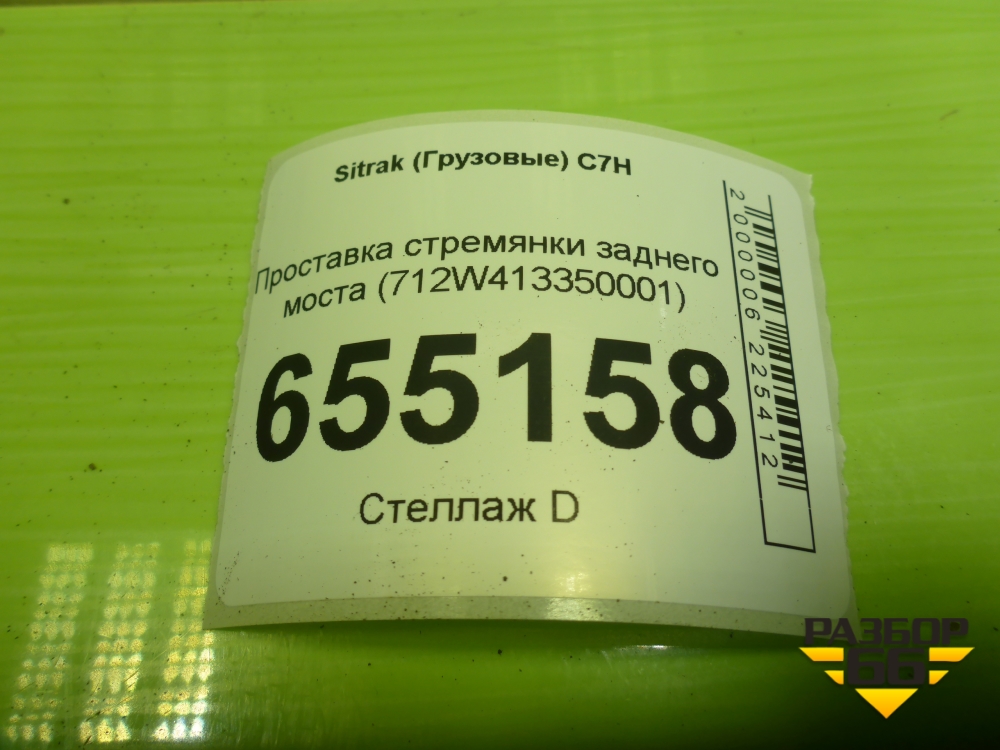 Sitrak (Грузовые) C7H
Проставка стремянки заднего
моста (712W413350001)
655158
Стеллаж D
2000006225412
РАЗБОР
66